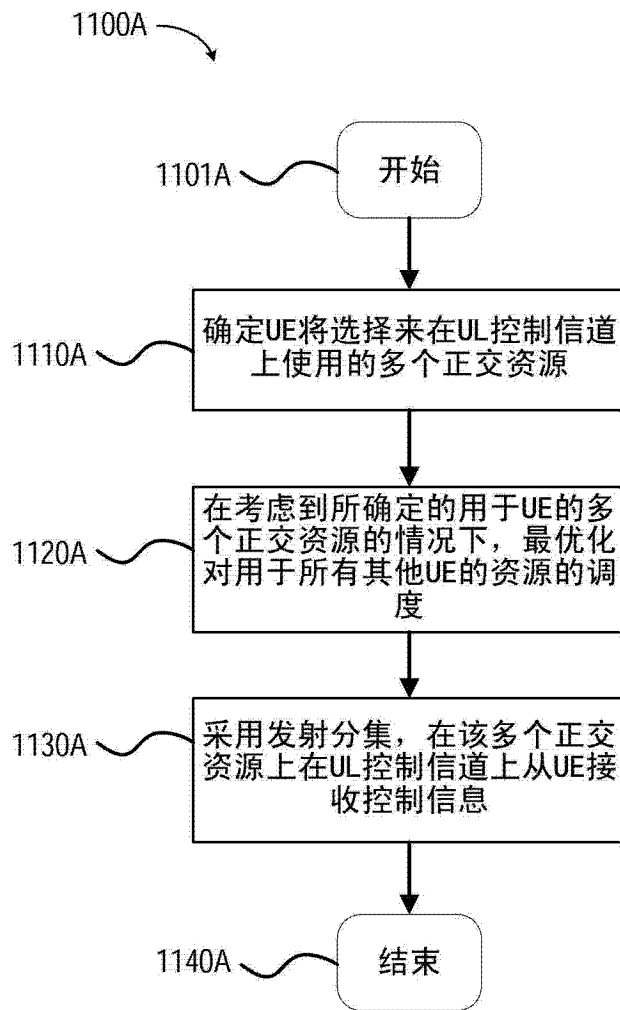 1100A
1101A
开始
1110A
确定UE将选择来在UL控制信道
上使用的多个正交资源
1120A
在考虑到所确定的用于UE的多
个正交资源的情况下，最优化
对用于所有其他UE的资源的调
度
1130A
采用发射分集，在该多个正交
资源上在UL控制信道上从UE接
收控制信息
1140A
结束